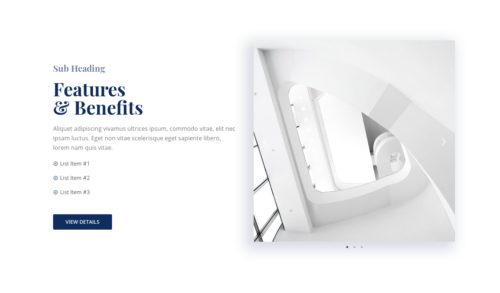 Sub Heading
Features
& Benefits
Aliquet adipiscing vivamus ultrices ipsum, commodo vitae, elit nec
ipsum luctus. Eget non vitae scelerisque eget sapiente libero,
lorem nam quis vitae.
List Item #1
List Item #2
List Item #3
VIEW DETAILS